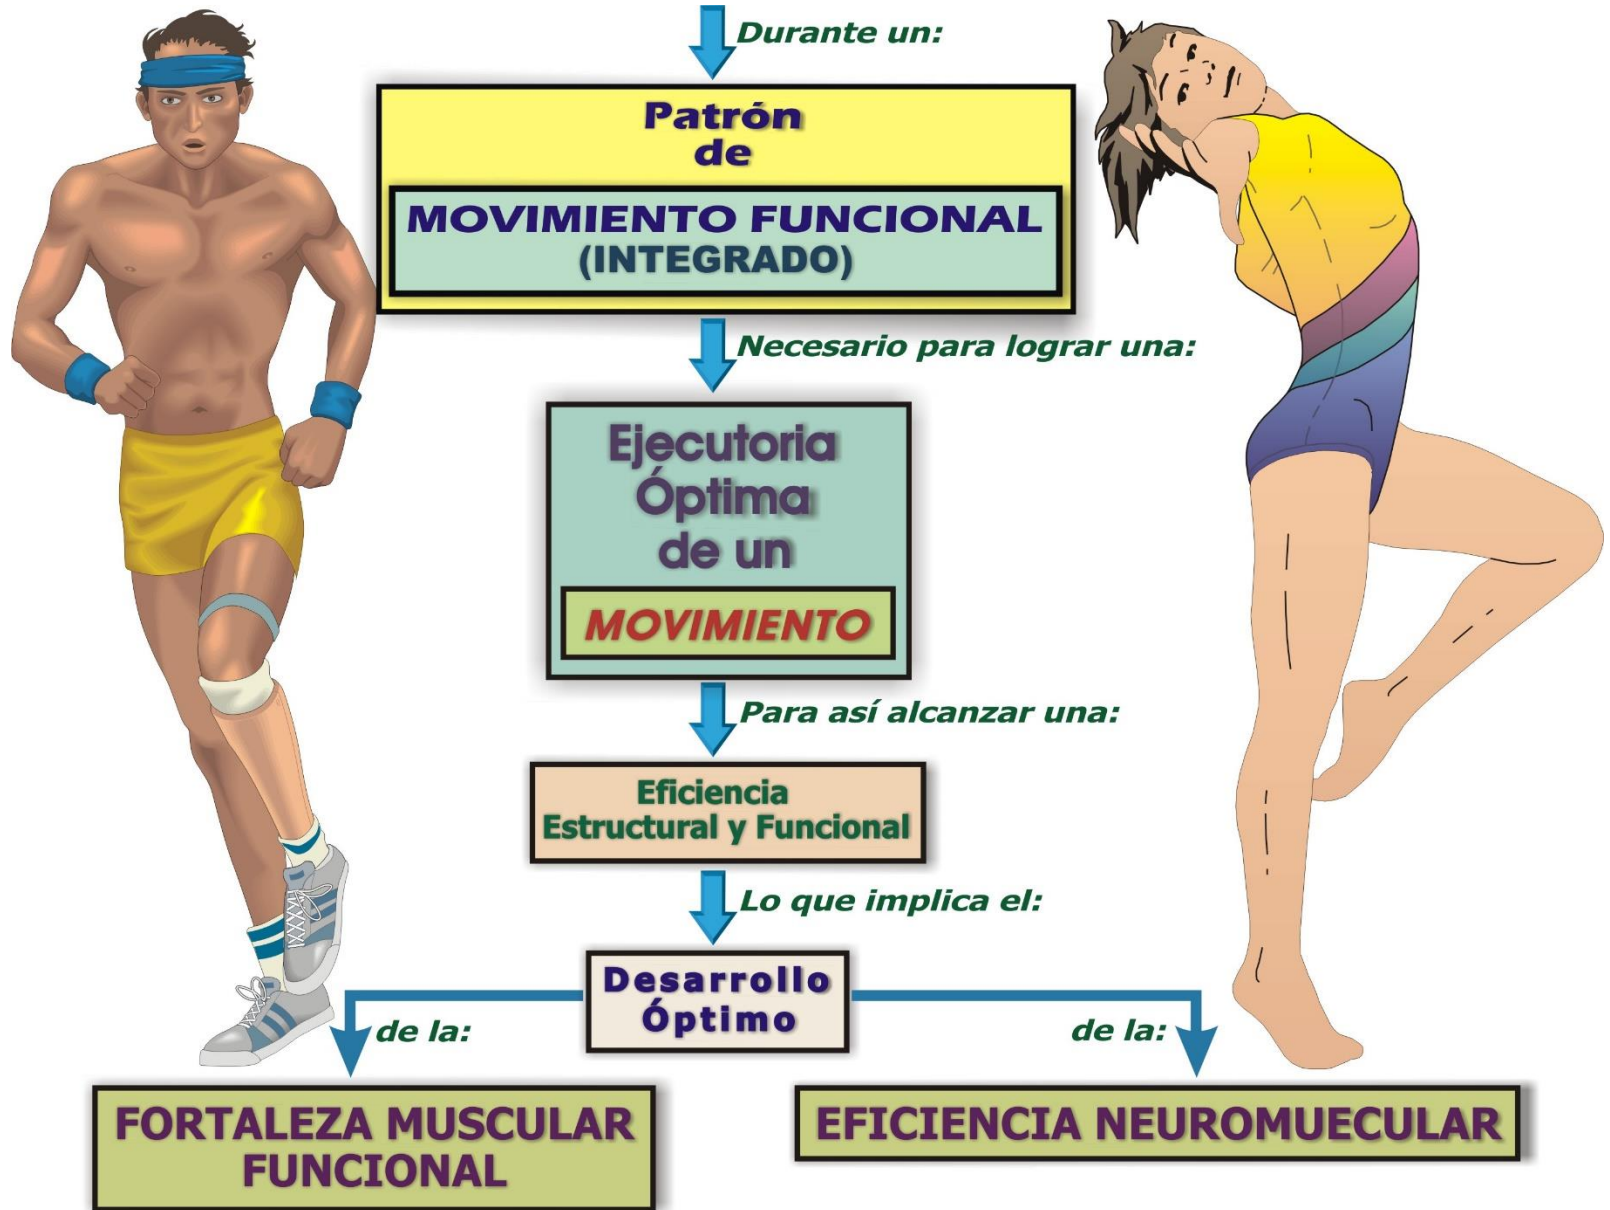 Durante un:
Patrón
de
MOVIMIENTO FUNCIONAL
(INTEGRADO)
Necesario para lograr una:
Ejecutoria
Óptima
de un
MOVIMIENTO
Para así alcanzar una:
Eficiencia
Estructural y Funcional
Lo que implica el:
Desarrollo
Óptimo
de la:
de la:
FORTALEZA MUSCULAR
FUNCIONAL
EFICIENCIA NEUROMUECULAR